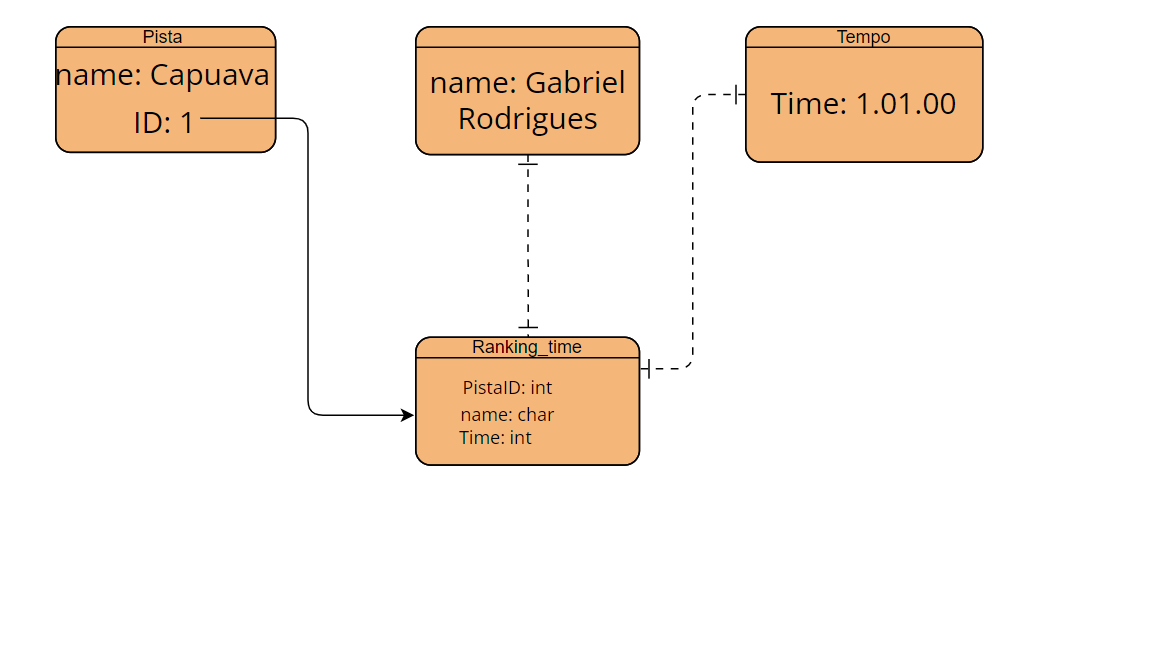 Pista
name: Capuava
ID: 1
name: Gabriel
Rodrigues
Tempo
Time: 1.01.00
Ranking_time
PistaID: int
name: char
Time: int